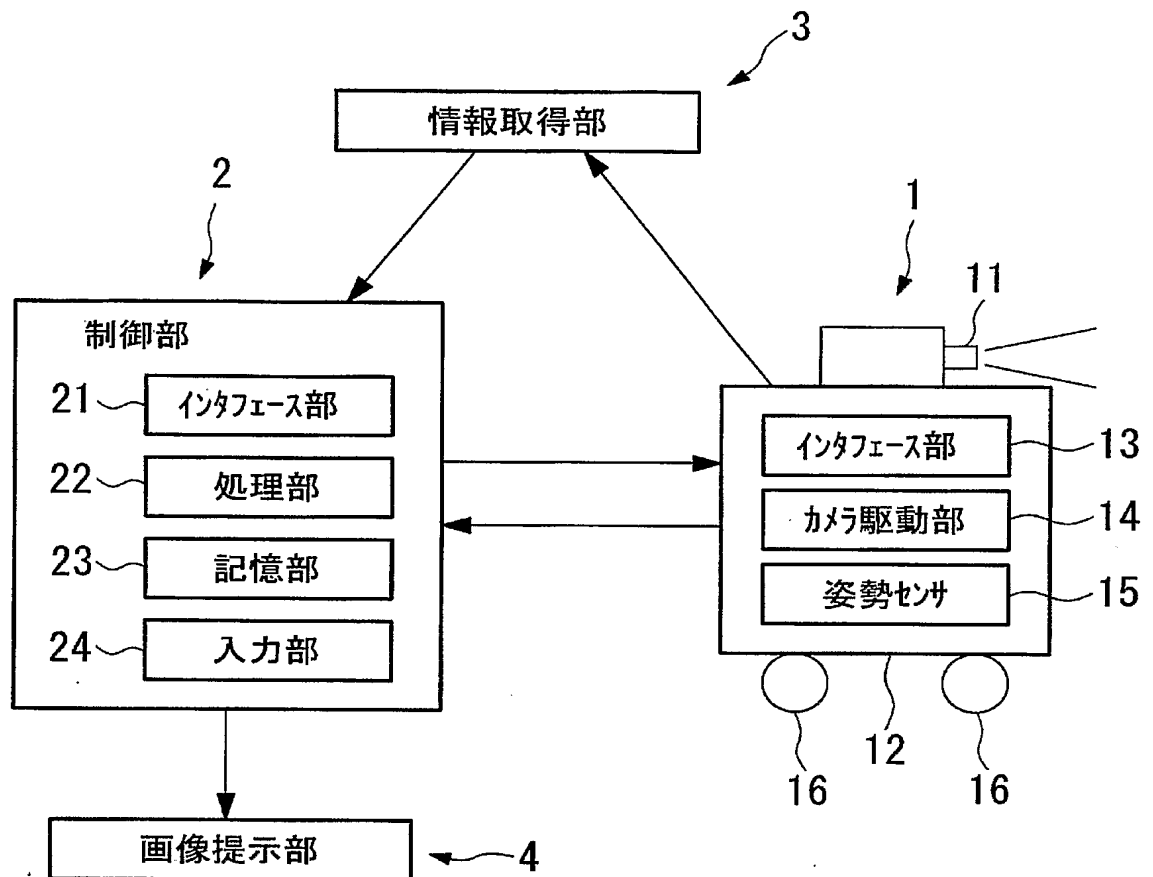 3
情報取得部
2
1
11
制御部
21 インタフェース部
22 処理部
23 記憶部
24 入力部
インタフェース部 13
カメラ駆動部 14
姿勢センサ 15
16
12
16
画像提示部
4